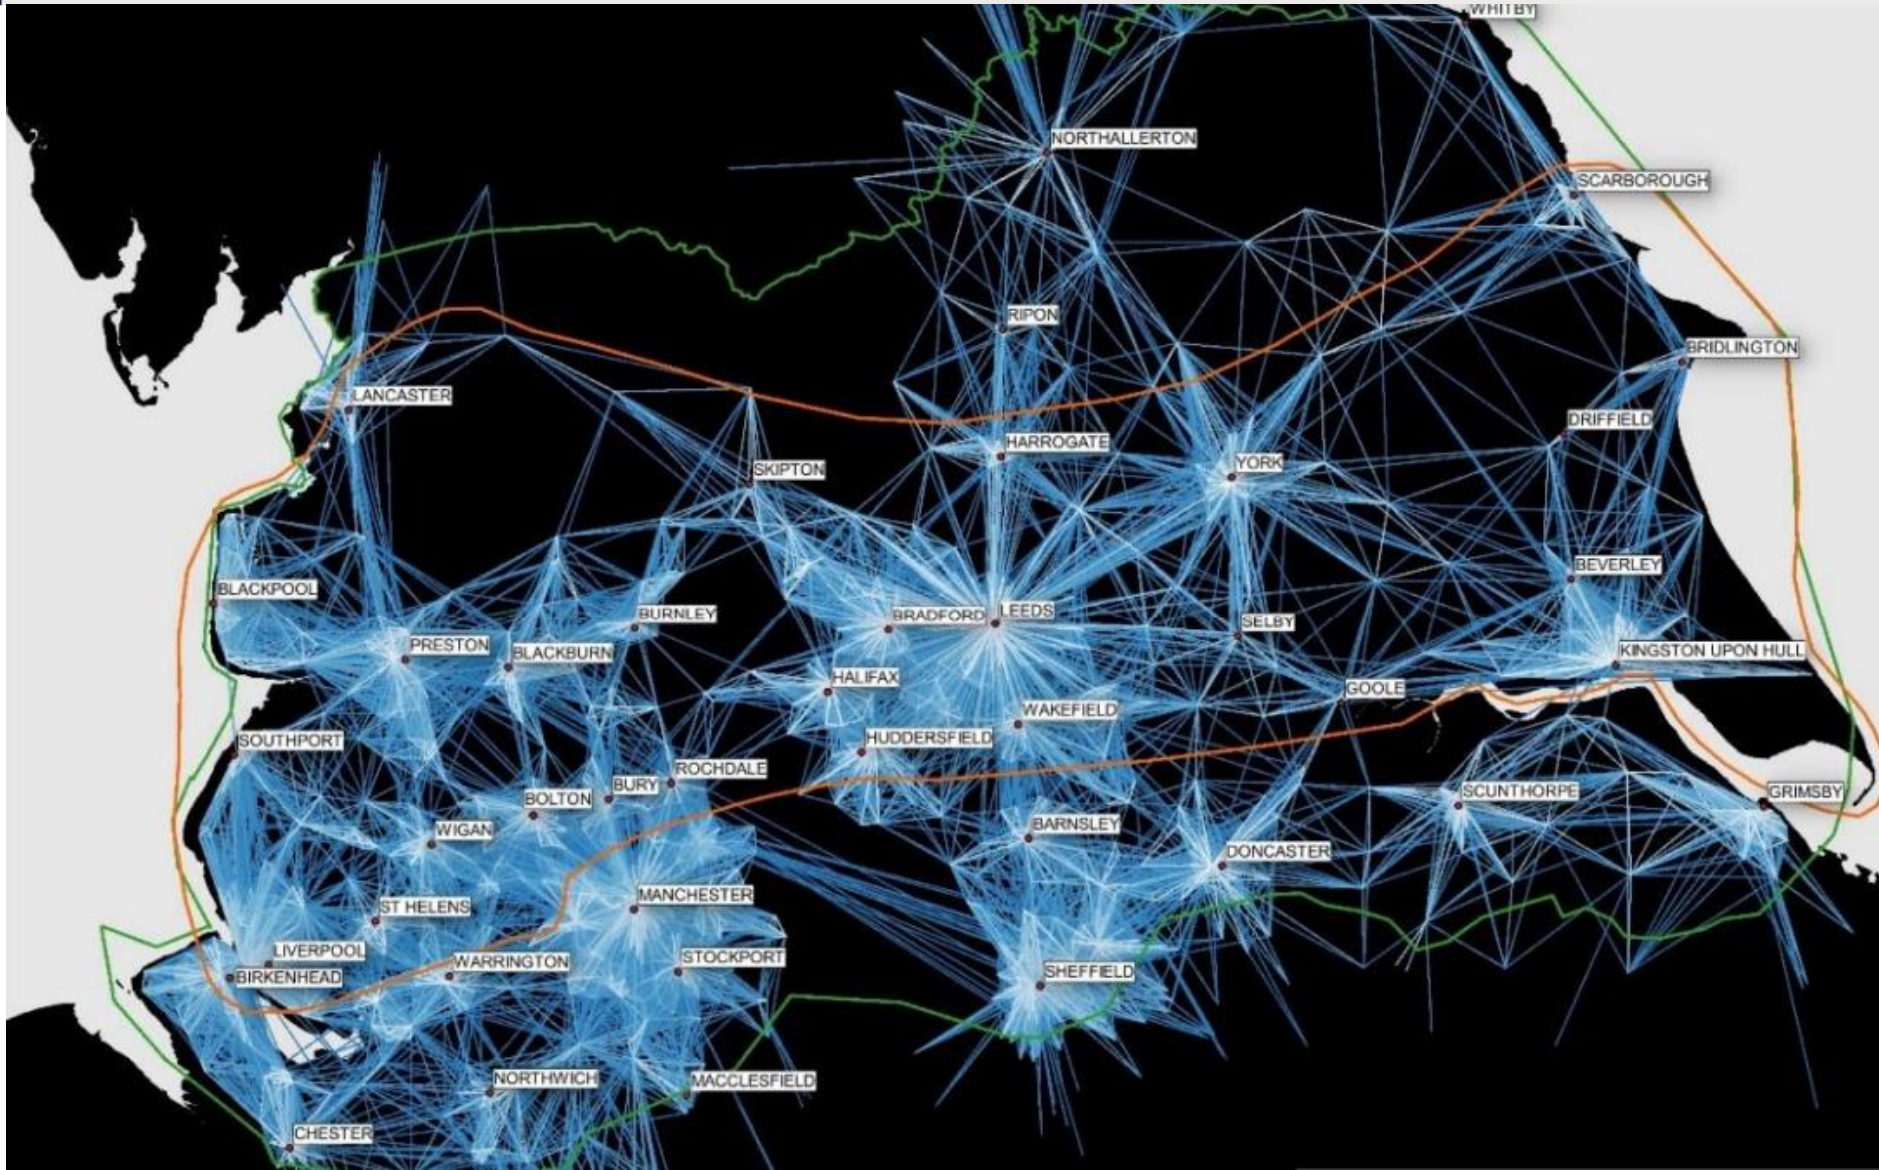 WHITBY
NORTHALLERTON
SCARBOROUGH
RIPON
BRIDLINGTON
LANCASTER
DRIFFIELD
HARROGATE
YORK
SKIPTON
BEVERLEY
BLACKPOOL
BURNLEY
BRADFORD
LEEDS
SELBY
PRESTON
BLACKBURN
KINGSTON UPON HULL
HALIFAX
GOOLE
WAKEFIELD
SOUTHPORT
HUDDERSFIELD
ROCHDALE
BURY
BOLTON
SCUNTHORPE
GRIMSBY
WIGAN
BARNSLEY
DONCASTER
MANCHESTER
ST HELENS
LIVERPOOL
WARRINGTON
STOCKPORT
BIRKENHEAD
SHEFFIELD
NORTHWICH
MACCLESFIELD
CHESTER